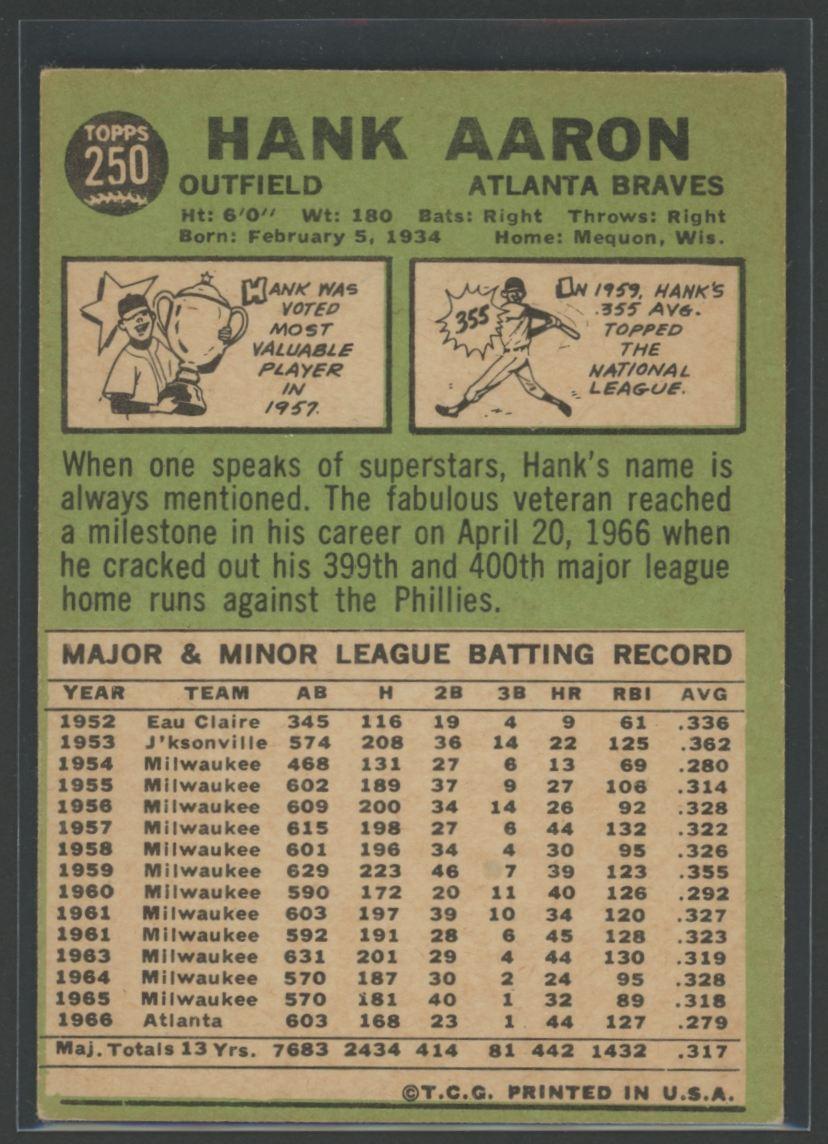 TOPPS
250
HANK AARON
OUTFIELD ATLANTA BRAVES
Ht: 6'0" Wt: 180 Bats: Right Throws: Right
Born: February 5, 1934 Home: Mequon, Wis.
HANK WAS
VOTED
MOST
VALUABLE
PLAYER
IN
1957.
355
IN 1959, HANK'S
.355 AVG.
TOPPED
THE
NATIONAL
LEAGUE.
When one speaks of superstars, Hank's name is
always mentioned. The fabulous veteran reached
a milestone in his career on April 20, 1966 when
he cracked out his 399th and 400th major league
home runs against the Phillies.
MAJOR & MINOR LEAGUE BATTING RECORD
YEAR TEAM AB H 2B 3B HR RBI AVG
1952 Eau Claire 345 116 19 4 9 61 .336
1953 J'ksonville 574 208 36 14 22 125 .362
1954 Milwaukee 468 131 27 6 13 69 .280
1955 Milwaukee 602 189 37 9 27 106 .314
1956 Milwaukee 609 200 34 14 26 92 .328
1957 Milwaukee 615 198 27 6 44 132 .322
1958 Milwaukee 601 196 34 4 30 95 .326
1959 Milwaukee 629 223 46 7 39 123 .355
1960 Milwaukee 590 172 20 11 40 126 .292
1961 Milwaukee 603 197 39 10 34 120 .327
1961 Milwaukee 592 191 28 6 45 128 .323
1963 Milwaukee 631 201 29 4 44 130 .319
1964 Milwaukee 570 187 30 2 24 95 .328
1965 Milwaukee 570 181 40 1 32 89 .318
1966 Atlanta 603 168 23 1 44 127 .279
Maj. Totals 13 Yrs. 7683 2434 414 81 442 1432 .317
©T.C.G. PRINTED IN U.S.A.